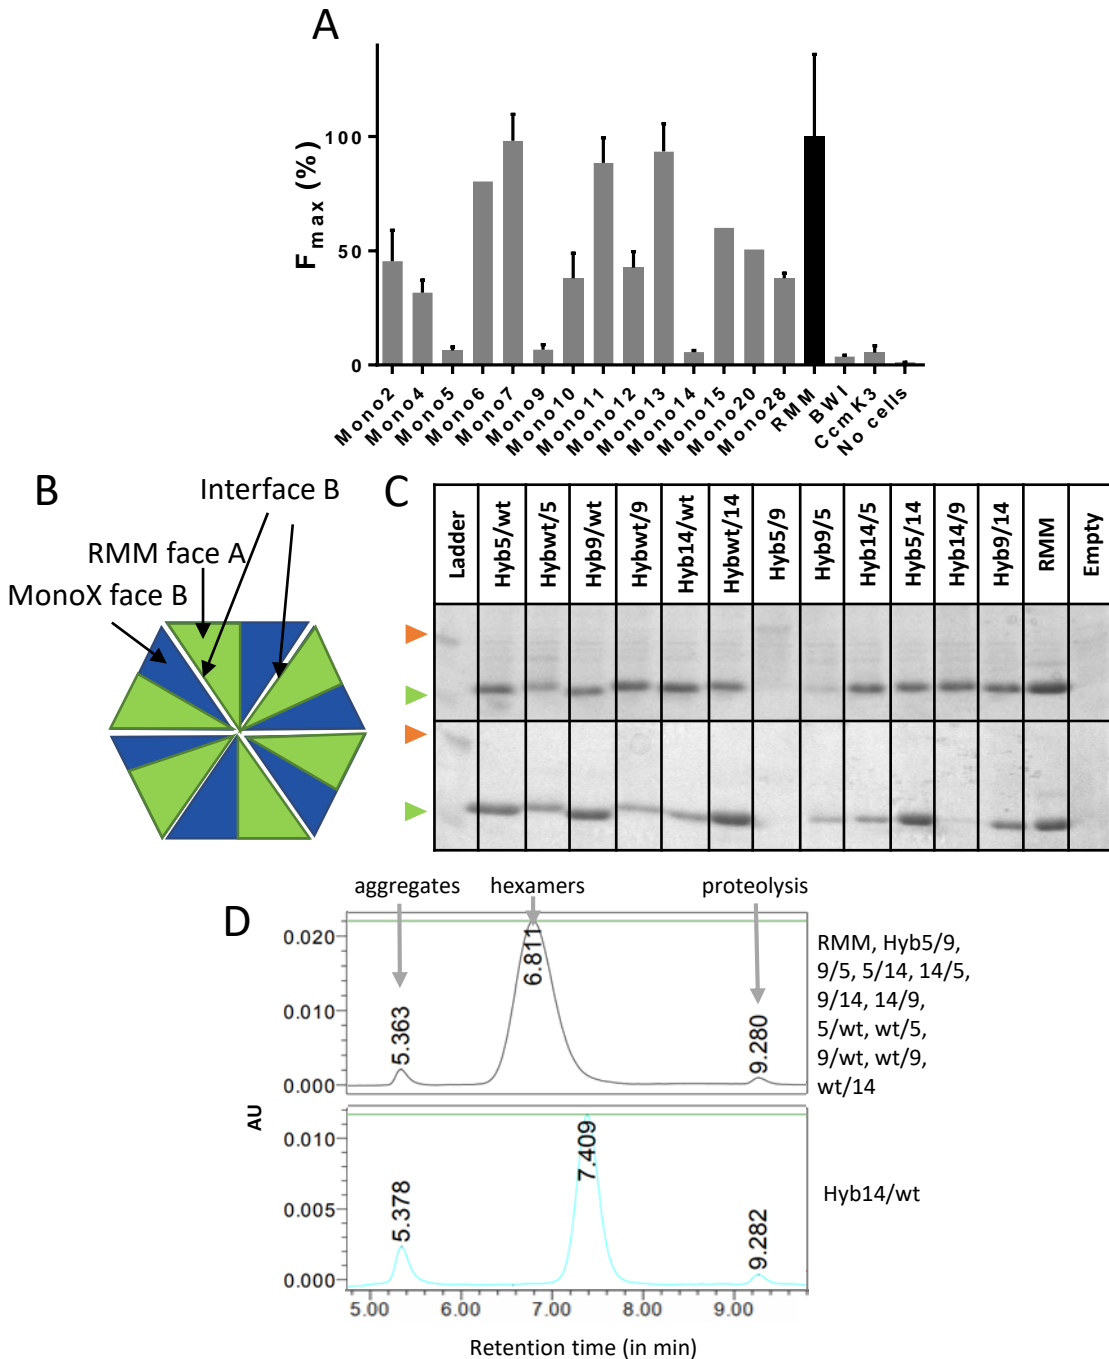 A
F max (%)
100
50
0
Mono2
Mono4
Mono5
Mono6
Mono7
Mono9
Mono10
Mono11
Mono12
Mono13
Mono14
Mono15
Mono20
Mono28
RMM
BWI
CcmK3
No cells
B
Interface B
RMM face A
MonoX face B
C
Ladder
Hyb5/wt
Hybwt/5
Hyb9/wt
Hybwt/9
Hyb14/wt
Hybwt/14
Hyb5/9
Hyb9/5
Hyb14/5
Hyb5/14
Hyb14/9
Hyb9/14
RMM
Empty
D
aggregates
hexamers
proteolysis
0.020
0.010
0.000
5.363
6.811
9.280
RMM, Hyb5/9,
9/5, 5/14, 14/5,
9/14, 14/9,
5/wt, wt/5,
9/wt, wt/9,
wt/14
AU
0.010
0.005
0.000
5.378
7.409
9.282
Hyb14/wt
5.00
6.00
7.00
8.00
9.00
Retention time (in min)